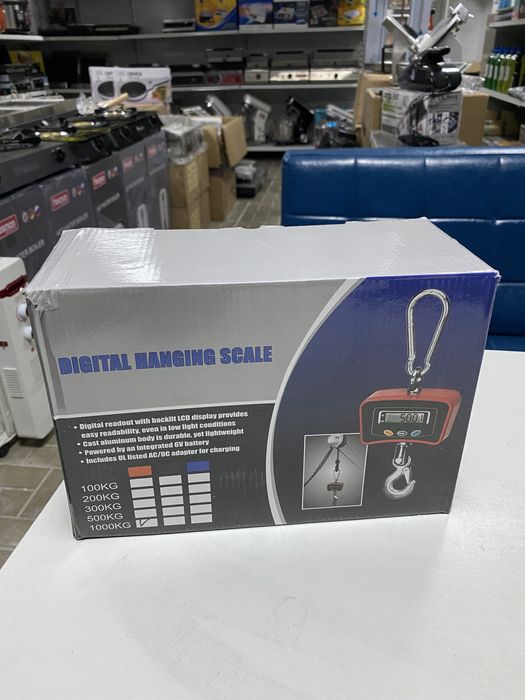 DIGITAL HANGING SCALE
• Digital readout with backlit LCD display provides
easy readability, even in low light conditions
• Cast aluminum body is durable, yet lightweight
• Powered by an integrated 6V battery
• Includes UL listed AC/DC adapter for charging
100KG
200KG
300KG
500KG
1000KG